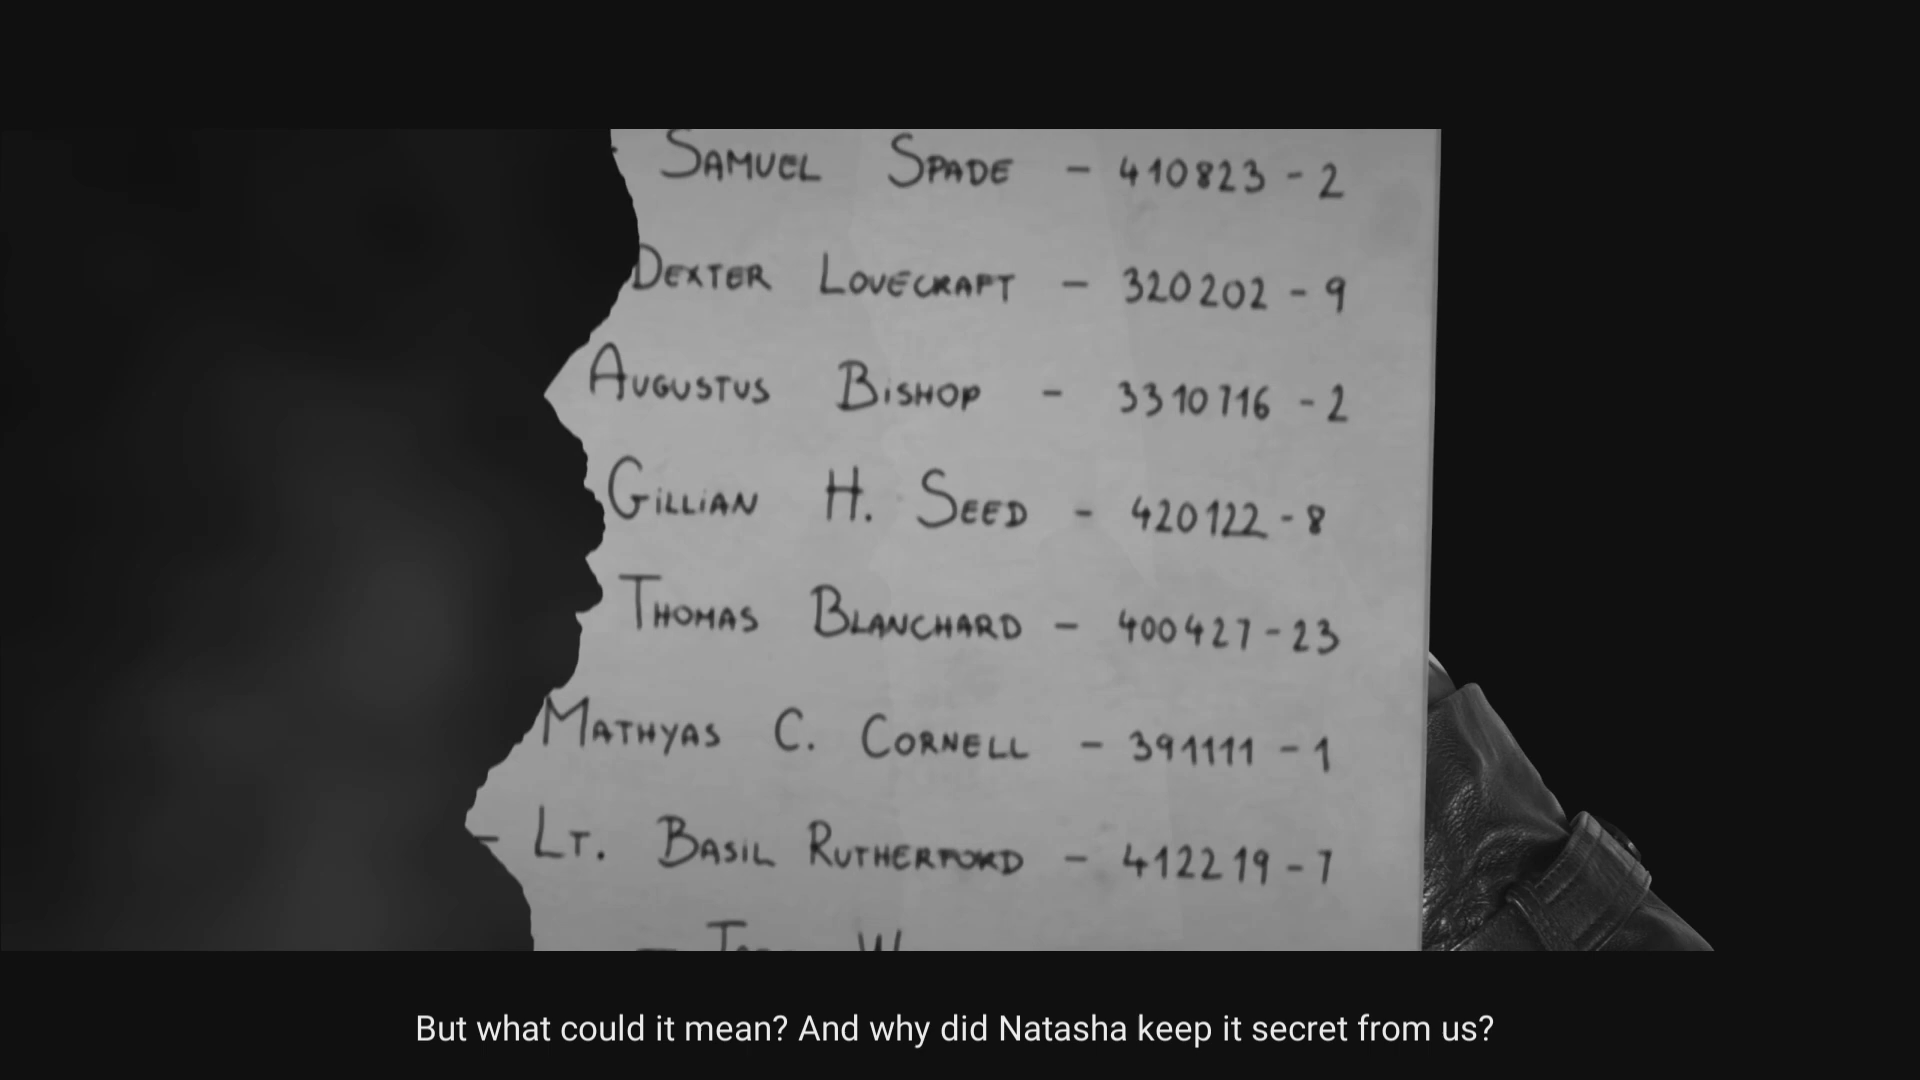 SAMUEL SPADE - 410823 - 2
DEXTER LOVECRAFT - 320202 - 9
AUGUSTUS BISHOP - 3310716 - 2
GILLIAN H. SEED - 420122 - 8
THOMAS BLANCHARD - 400427 - 23
MATHYAS C. CORNELL - 391111 - 1
- LT. BASIL RUTHERFORD - 412219 - 7
But what could it mean? And why did Natasha keep it secret from us?